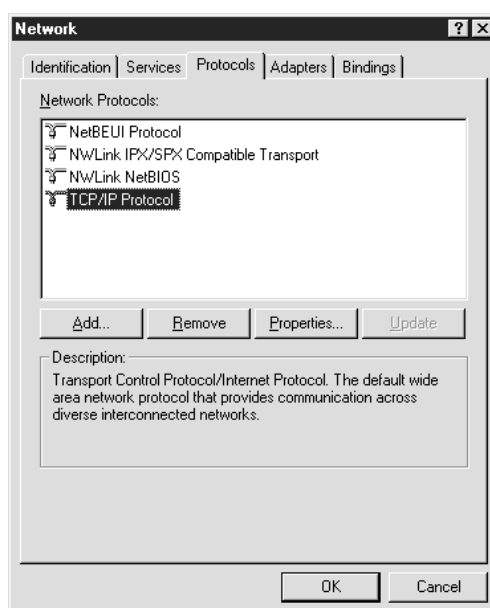 Network
? X
Identification Services Protocols Adapters Bindings
Network Protocols:
NetBEUI Protocol
NWLink IPX/SPX Compatible Transport
NWLink NetBIOS
TCP/IP Protocol
Add... Remove Properties... Update
Description:
Transport Control Protocol/Internet Protocol. The default wide
area network protocol that provides communication across
diverse interconnected networks.
OK Cancel